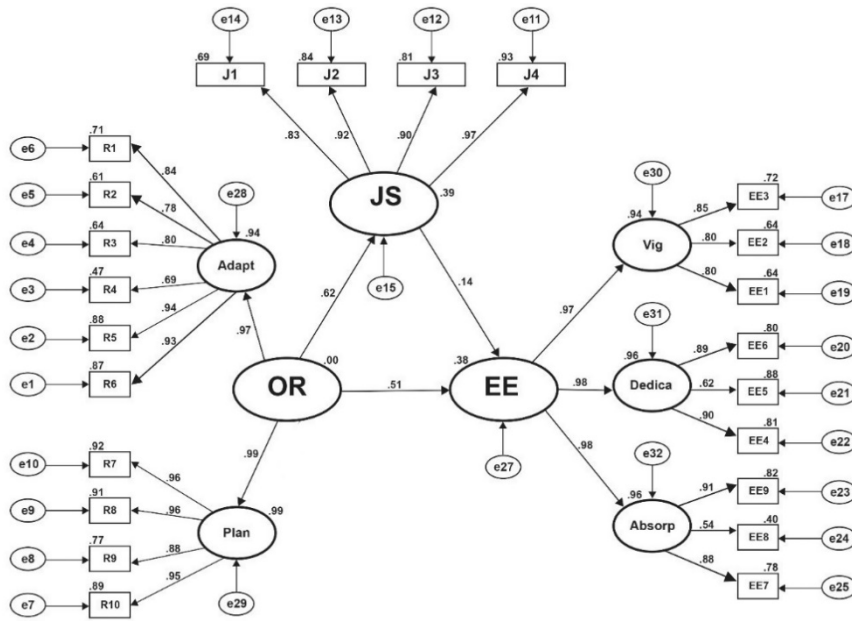 e14 e13 e12 e11
.69 J1 .84 J2 .81 J3 .93 J4
.83 .92 .90 .97
JS .39
e15
.62 .14
e6 .71 R1 .84
e5 .61 R2 .78
e4 .64 R3 .80
e3 .47 R4 .69
e2 .88 R5 .94
e1 .87 R6 .93
e28
.94
Adapt
.97
OR .00
.51
.38 EE
e27
.99
e10 .92 R7 .96
e9 .91 R8 .96
e8 .77 R9 .88
e7 .89 R10 .95
Plan .99
e29
.97
.98
.98
e30
.94 Vig
.85 .72 EE3 e17
.80 .64 EE2 e18
.80 .64 EE1 e19
e31
.96 Dedica
.89 .80 EE6 e20
.62 .88 EE5 e21
.90 .81 EE4 e22
e32
.96 Absorp
.91 .82 EE9 e23
.54 .40 EE8 e24
.88 .78 EE7 e25